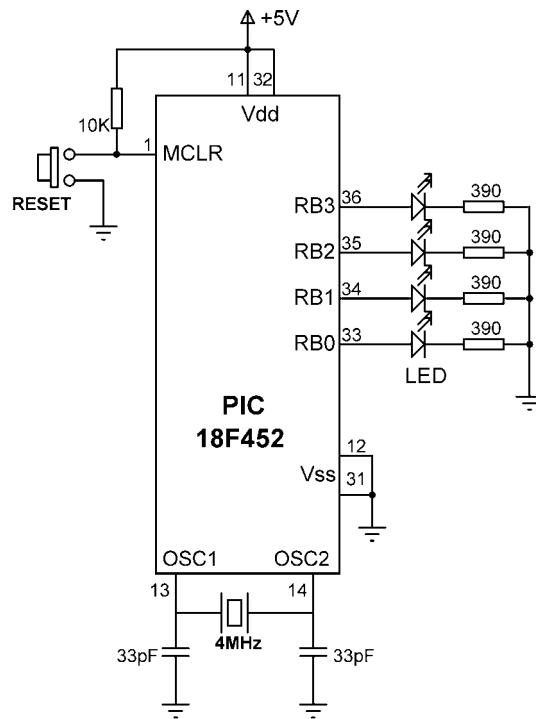 +5V
11 32
Vdd
10K
1 MCLR
RESET
RB3 36 390
RB2 35 390
RB1 34 390
RB0 33 390
LED
PIC
18F452
12
Vss
31
OSC1 OSC2
13 14
4MHz
33pF 33pF